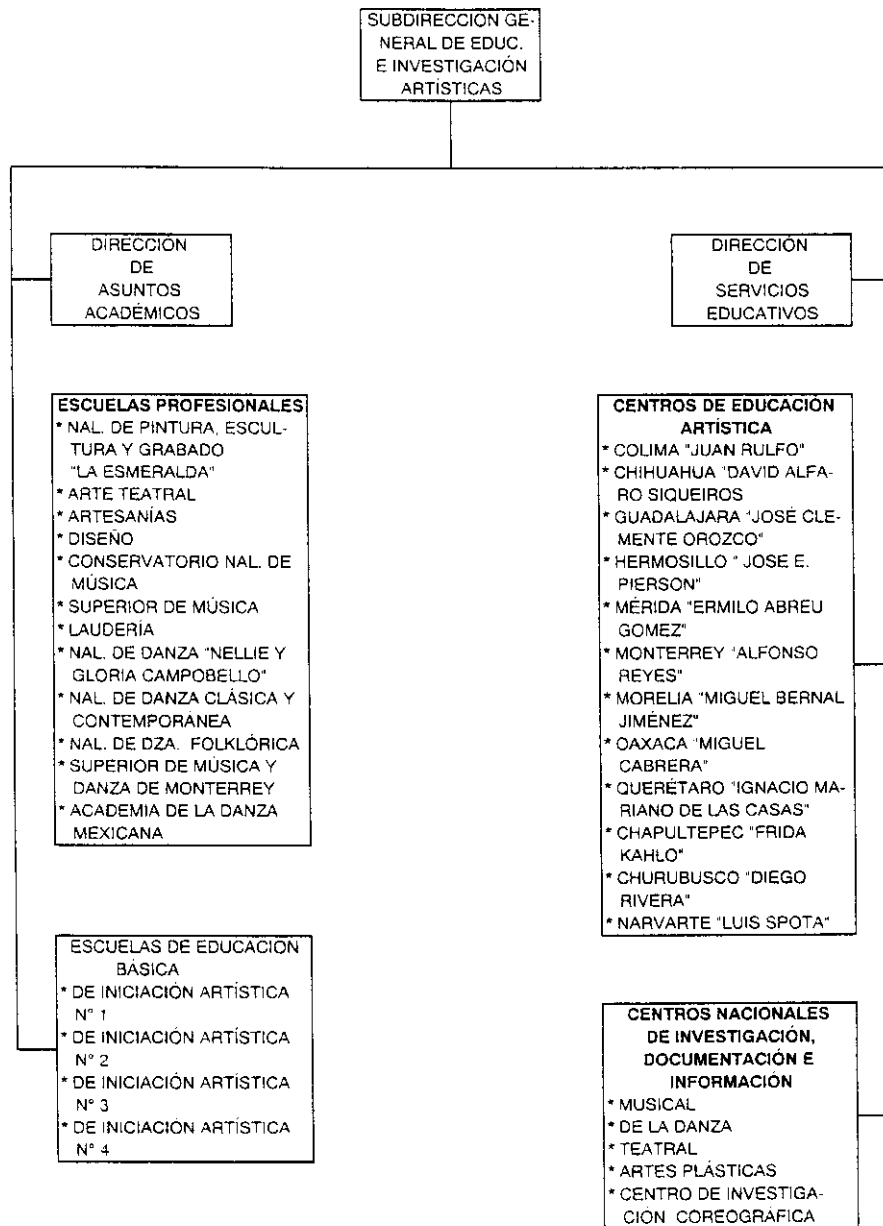 SUBDIRECCION GE-
NERAL DE EDUC.
E INVESTIGACIÓN
ARTÍSTICAS
DIRECCIÓN
DE
ASUNTOS
ACADÉMICOS
DIRECCIÓN
DE
SERVICIOS
EDUCATIVOS
ESCUELAS PROFESIONALES
* NAL. DE PINTURA, ESCUL-
TURA Y GRABADO
"LA ESMERALDA"
* ARTE TEATRAL
* ARTESANÍAS
* DISEÑO
* CONSERVATORIO NAL. DE
MÚSICA
* SUPERIOR DE MÚSICA
* LAUDERÍA
* NAL. DE DANZA "NELLIE Y
GLORIA CAMPOBELLO"
* NAL. DE DANZA CLÁSICA Y
CONTEMPORÁNEA
* NAL. DE DZA. FOLKLÓRICA
* SUPERIOR DE MÚSICA Y
DANZA DE MONTERREY
* ACADEMIA DE LA DANZA
MEXICANA
CENTROS DE EDUCACIÓN
ARTÍSTICA
* COLIMA "JUAN RULFO"
* CHIHUAHUA "DAVID ALFA-
RO SIQUEIROS
* GUADALAJARA "JOSÉ CLE-
MENTE OROZCO"
* HERMOSILLO " JOSE E.
PIERSON"
* MÉRIDA "ERMILO ABREU
GOMEZ"
* MONTERREY "ALFONSO
REYES"
* MORELIA "MIGUEL BERNAL
JIMÉNEZ"
* OAXACA "MIGUEL
CABRERA"
* QUERÉTARO "IGNACIO MA-
RIANO DE LAS CASAS"
* CHAPULTEPEC "FRIDA
KAHLO"
* CHURUBUSCO "DIEGO
RIVERA"
* NARVARTE "LUIS SPOTA"
ESCUELAS DE EDUCACIÓN
BÁSICA
* DE INICIACIÓN ARTÍSTICA
N° 1
* DE INICIACIÓN ARTÍSTICA
N° 2
* DE INICIACIÓN ARTÍSTICA
N° 3
* DE INICIACIÓN ARTÍSTICA
N° 4
CENTROS NACIONALES
DE INVESTIGACIÓN,
DOCUMENTACIÓN E
INFORMACIÓN
* MUSICAL
* DE LA DANZA
* TEATRAL
* ARTES PLÁSTICAS
* CENTRO DE INVESTIGA-
CIÓN COREOGRÁFICA